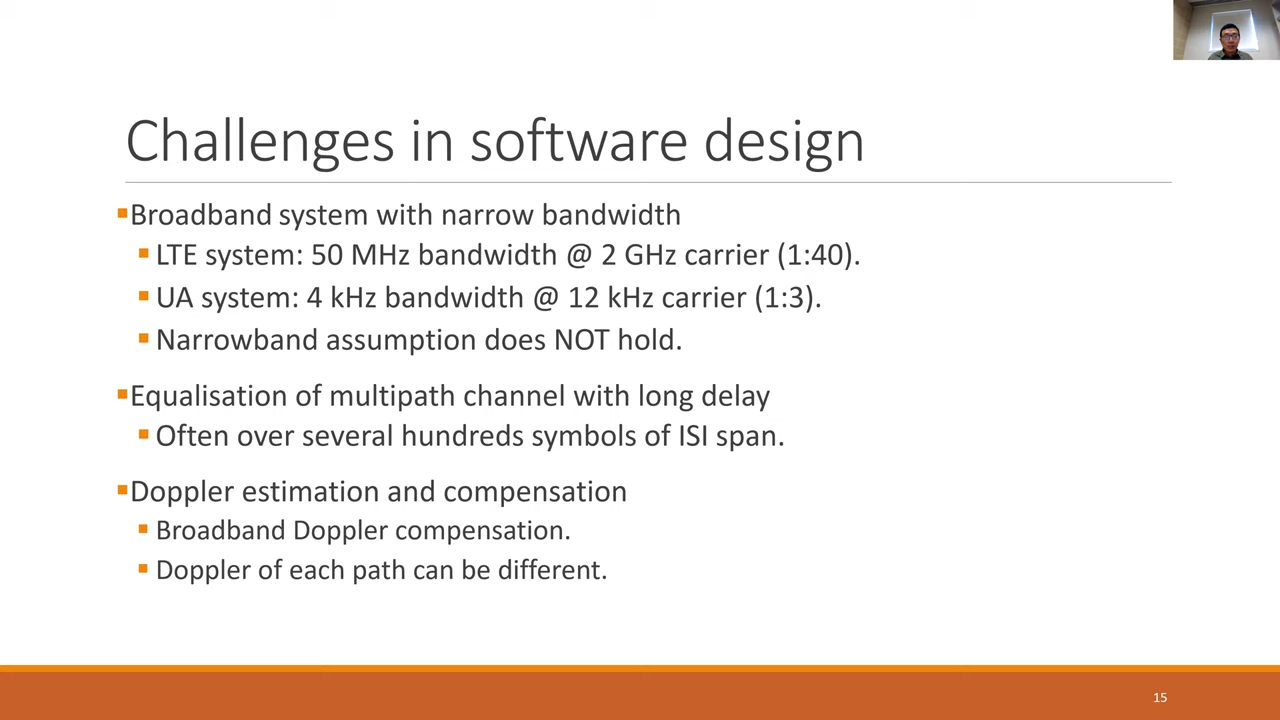 Challenges in software design
Broadband system with narrow bandwidth
LTE system: 50 MHz bandwidth @ 2 GHz carrier (1:40).
UA system: 4 kHz bandwidth @ 12 kHz carrier (1:3).
Narrowband assumption does NOT hold.
Equalisation of multipath channel with long delay
Often over several hundreds symbols of ISI span.
Doppler estimation and compensation
Broadband Doppler compensation.
Doppler of each path can be different.
15